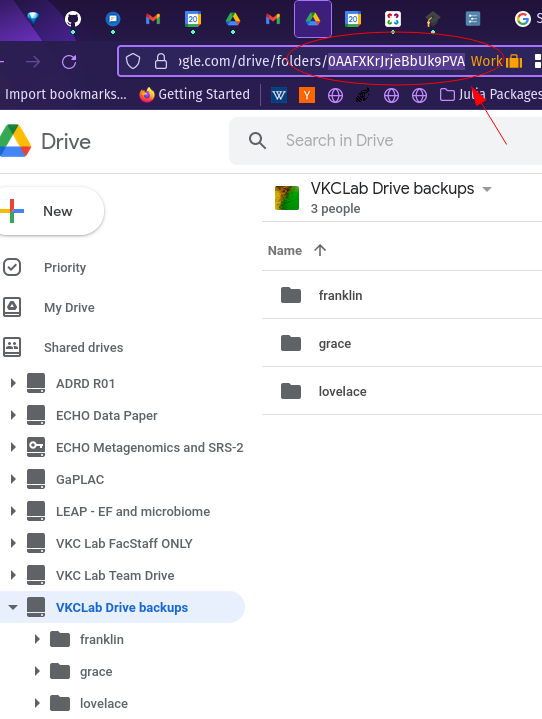 ogle.com/drive/folders/0AAFXKrJrjeBbUk9PVA Work
Import bookmarks... Getting Started Julia Packages
Drive
Search in Drive
New
VKCLab Drive backups
3 people
Name
franklin
grace
lovelace
Priority
My Drive
Shared drives
ADRD R01
ECHO Data Paper
ECHO Metagenomics and SRS-2
GaPLAC
LEAP - EF and microbiome
VKC Lab FacStaff ONLY
VKC Lab Team Drive
VKCLab Drive backups
franklin
grace
lovelace